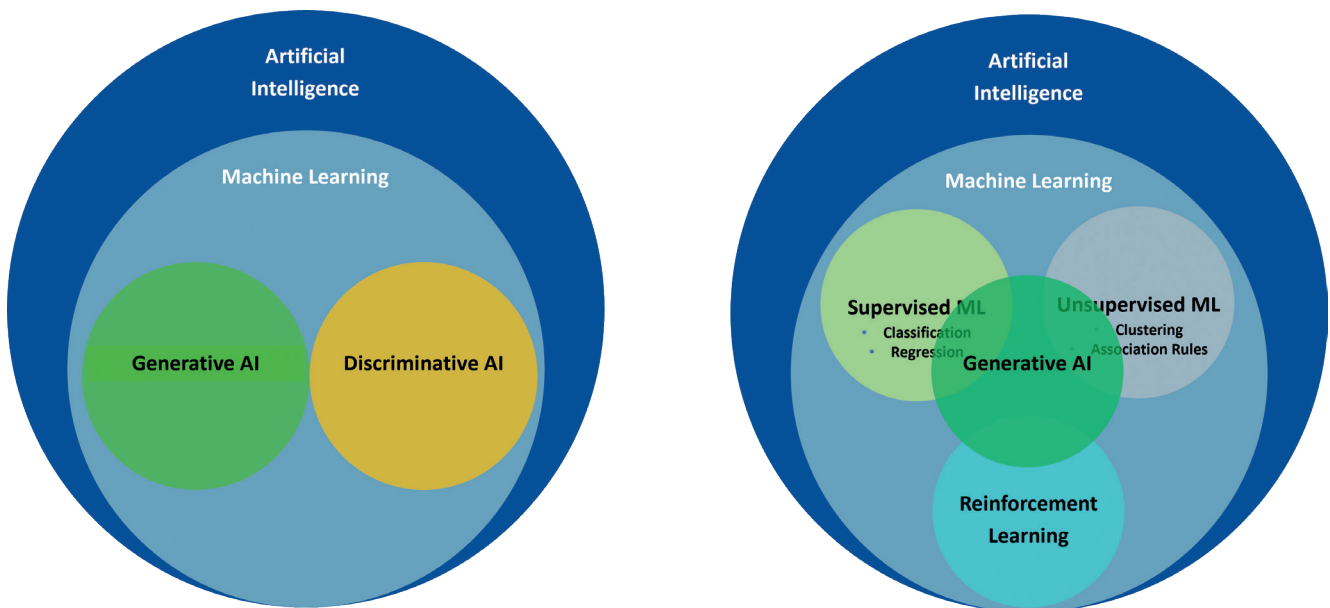 Artificial
Intelligence
Machine Learning
Generative AI
Discriminative AI
Artificial
Intelligence
Machine Learning
Supervised ML
• Classification
• Regression
Unsupervised ML
• Clustering
• Association Rules
Generative AI
Reinforcement
Learning